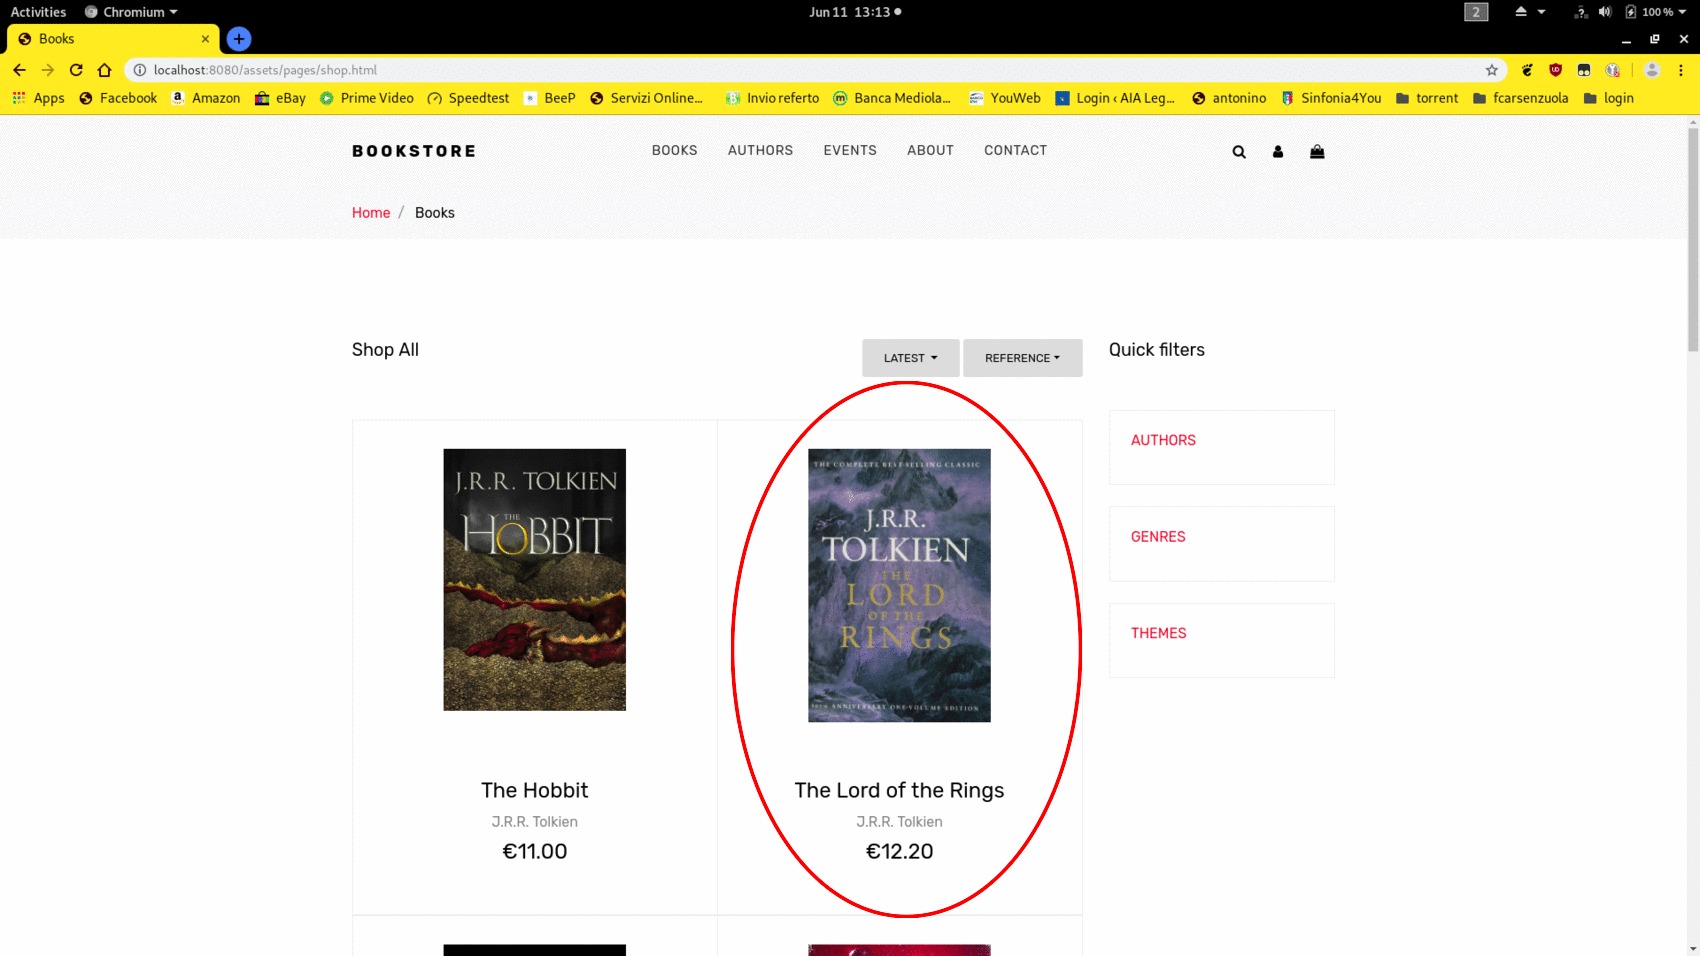 Activities Chromium Jun 11 13:13 2 100 %
Books
localhost:8080/assets/pages/shop.html
Apps Facebook Amazon eBay Prime Video Speedtest BeeP Servizi Online... Invio referto Banca Mediola... YouWeb Login ‹ AIA Leg... antonino Sinfonia4You torrent fcarsenzuola login
BOOKSTORE BOOKS AUTHORS EVENTS ABOUT CONTACT
Home / Books
Shop All LATEST REFERENCE Quick filters
AUTHORS
GENRES
THEMES
J.R.R. TOLKIEN
THE
HOBBIT
The Hobbit
J.R.R. Tolkien
€11.00
THE COMPLETE BEST-SELLING CLASSIC
J.R.R.
TOLKIEN
THE
LORD
OF THE
RINGS
50TH ANNIVERSARY ONE-VOLUME EDITION
The Lord of the Rings
J.R.R. Tolkien
€12.20